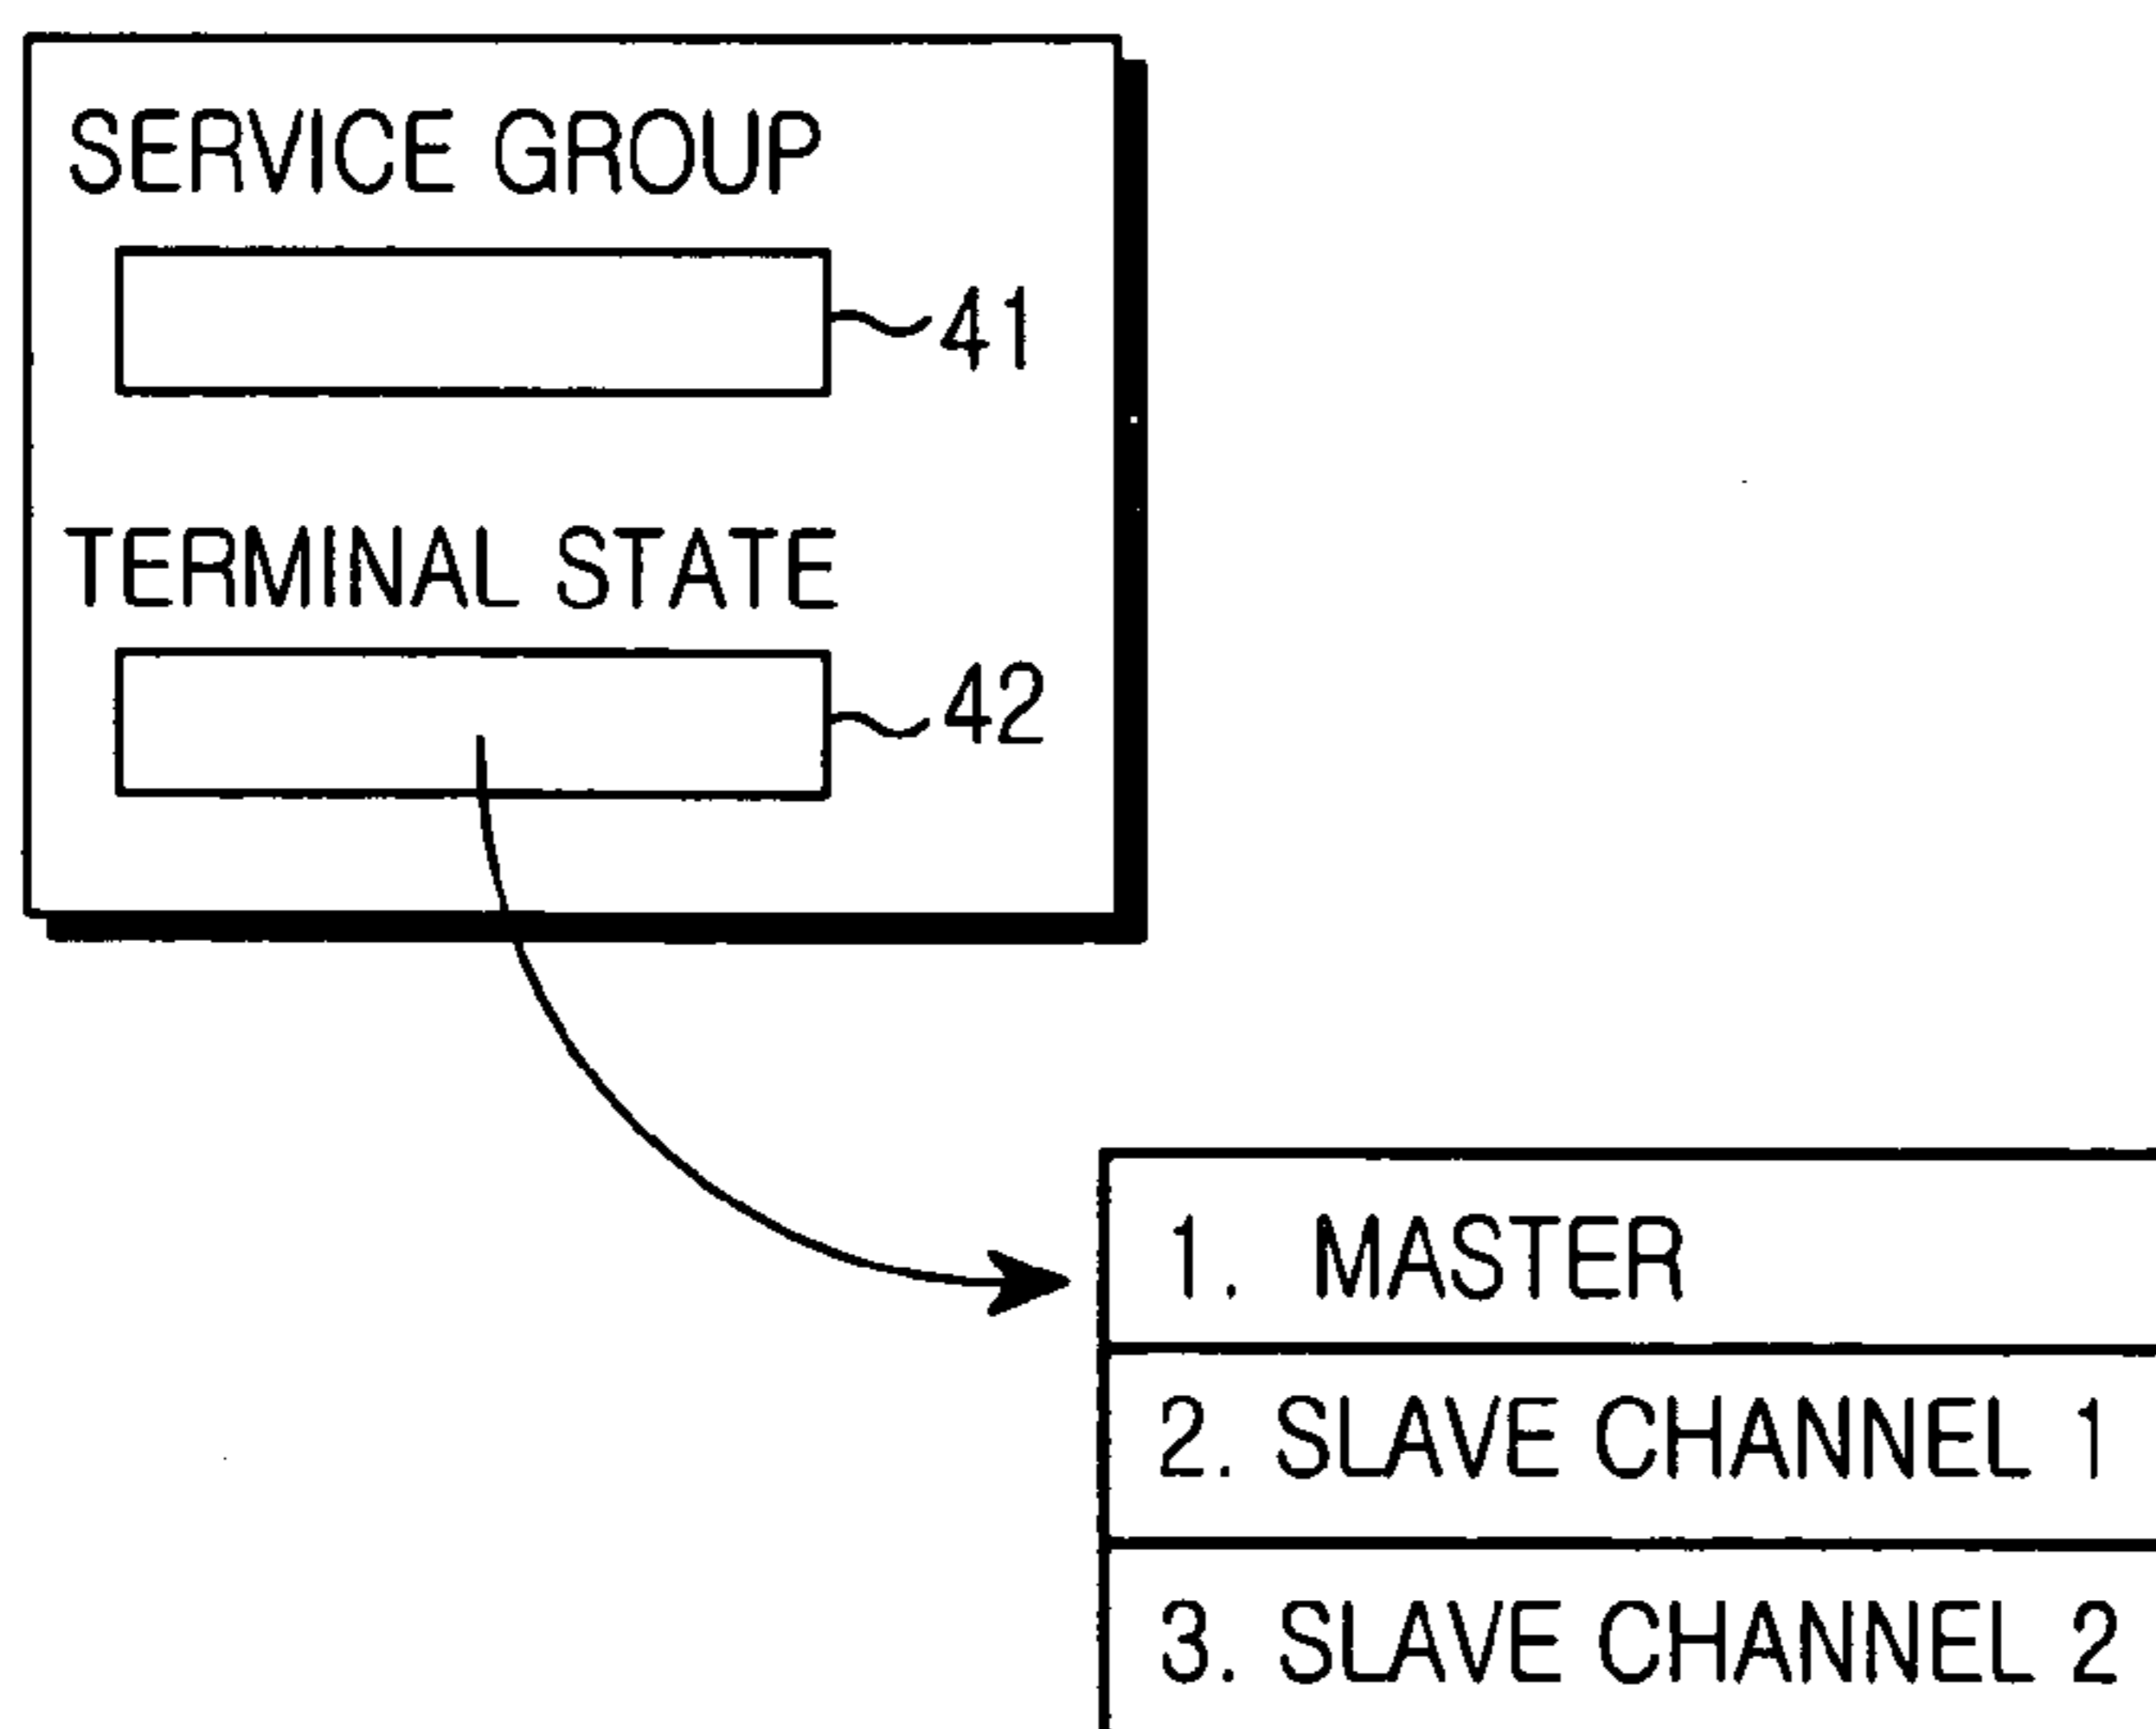 SERVICE GROUP
41
TERMINAL STATE
42
1. MASTER
2. SLAVE CHANNEL 1
3. SLAVE CHANNEL 2